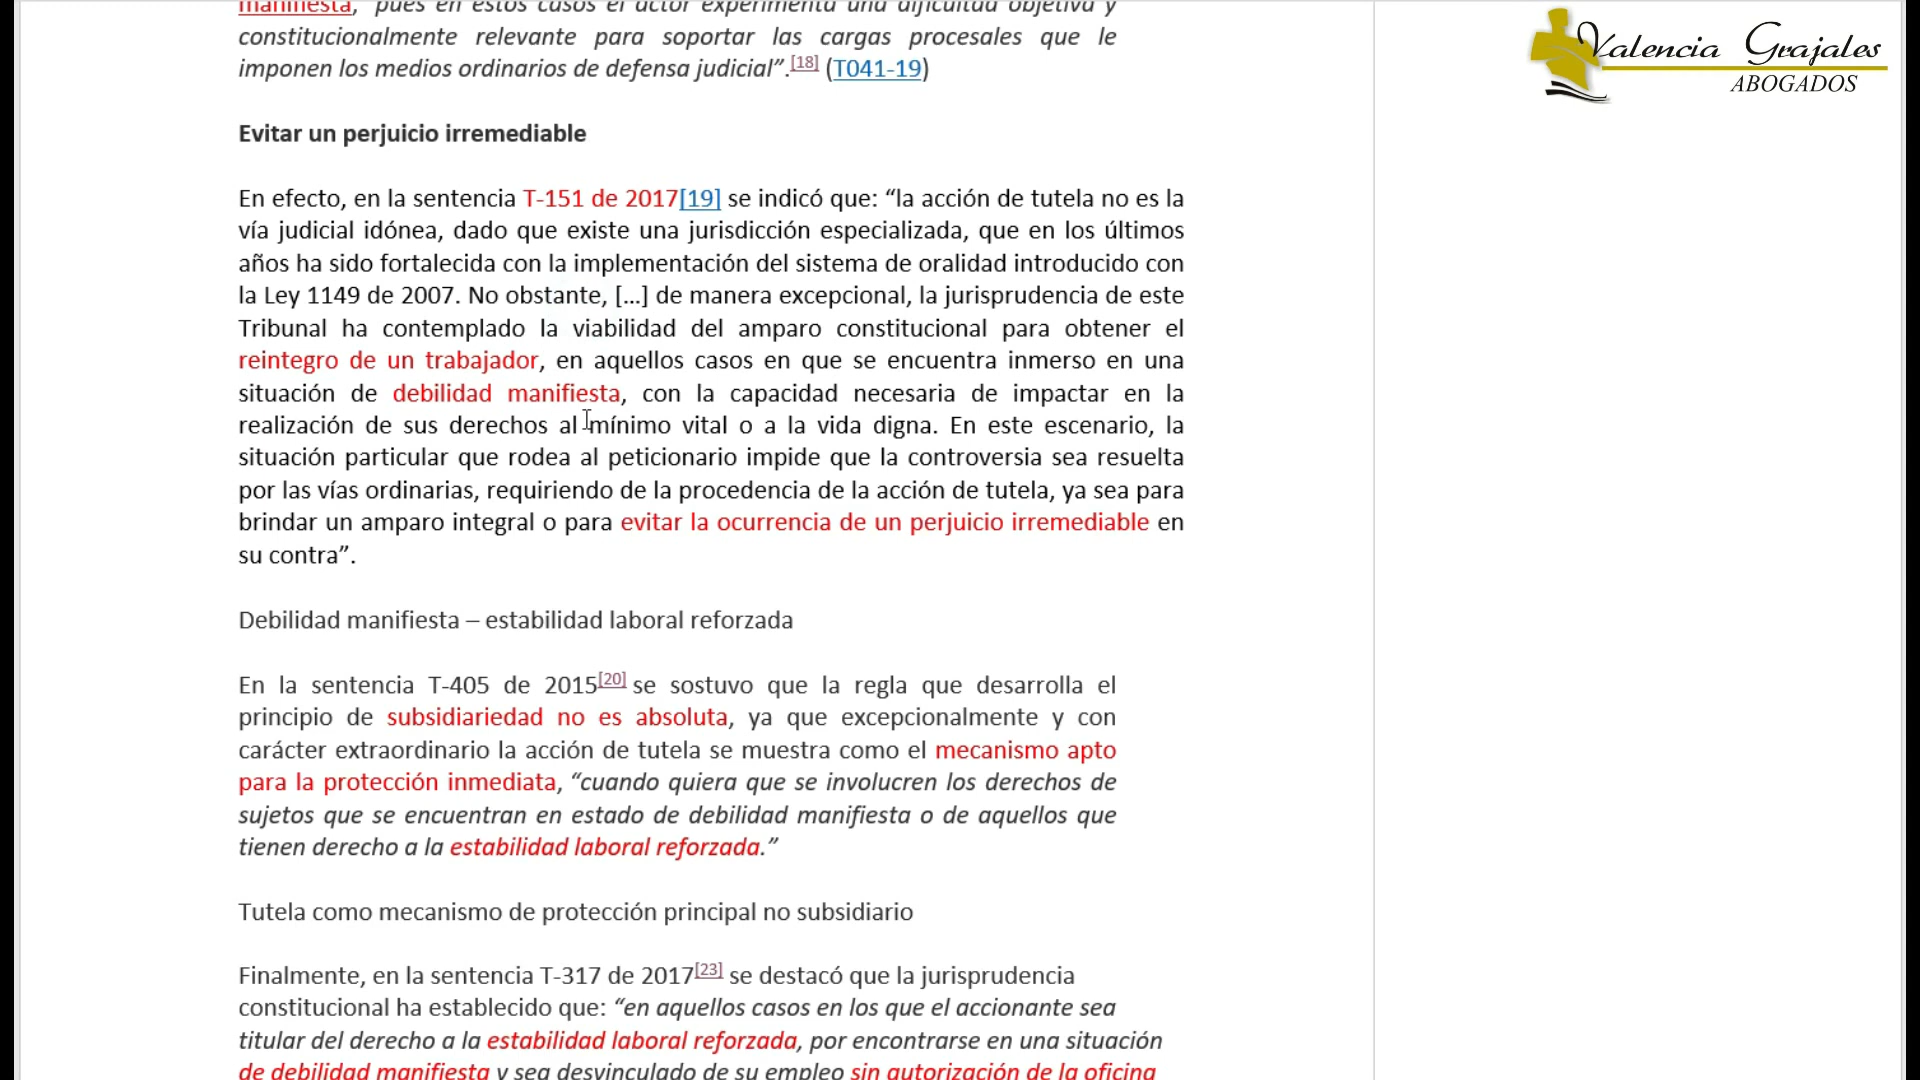 manifiesta, "pues en estos casos el actor experimenta una dificultad objetiva y
constitucionalmente relevante para soportar las cargas procesales que le
imponen los medios ordinarios de defensa judicial”.[18] (T041-19)
Valencia Grajales
ABOGADOS
Evitar un perjuicio irremediable
En efecto, en la sentencia T-151 de 2017[19] se indicó que: “la acción de tutela no es la
vía judicial idónea, dado que existe una jurisdicción especializada, que en los últimos
años ha sido fortalecida con la implementación del sistema de oralidad introducido con
la Ley 1149 de 2007. No obstante, […] de manera excepcional, la jurisprudencia de este
Tribunal ha contemplado la viabilidad del amparo constitucional para obtener el
reintegro de un trabajador, en aquellos casos en que se encuentra inmerso en una
situación de debilidad manifiesta, con la capacidad necesaria de impactar en la
realización de sus derechos al mínimo vital o a la vida digna. En este escenario, la
situación particular que rodea al peticionario impide que la controversia sea resuelta
por las vías ordinarias, requiriendo de la procedencia de la acción de tutela, ya sea para
brindar un amparo integral o para evitar la ocurrencia de un perjuicio irremediable en
su contra”.
Debilidad manifiesta – estabilidad laboral reforzada
En la sentencia T-405 de 2015[20] se sostuvo que la regla que desarrolla el
principio de subsidiariedad no es absoluta, ya que excepcionalmente y con
carácter extraordinario la acción de tutela se muestra como el mecanismo apto
para la protección inmediata, “cuando quiera que se involucren los derechos de
sujetos que se encuentran en estado de debilidad manifiesta o de aquellos que
tienen derecho a la estabilidad laboral reforzada.”
Tutela como mecanismo de protección principal no subsidiario
Finalmente, en la sentencia T-317 de 2017[23] se destacó que la jurisprudencia
constitucional ha establecido que: “en aquellos casos en los que el accionante sea
titular del derecho a la estabilidad laboral reforzada, por encontrarse en una situación
de debilidad manifiesta y sea desvinculado de su empleo sin autorización de la oficina